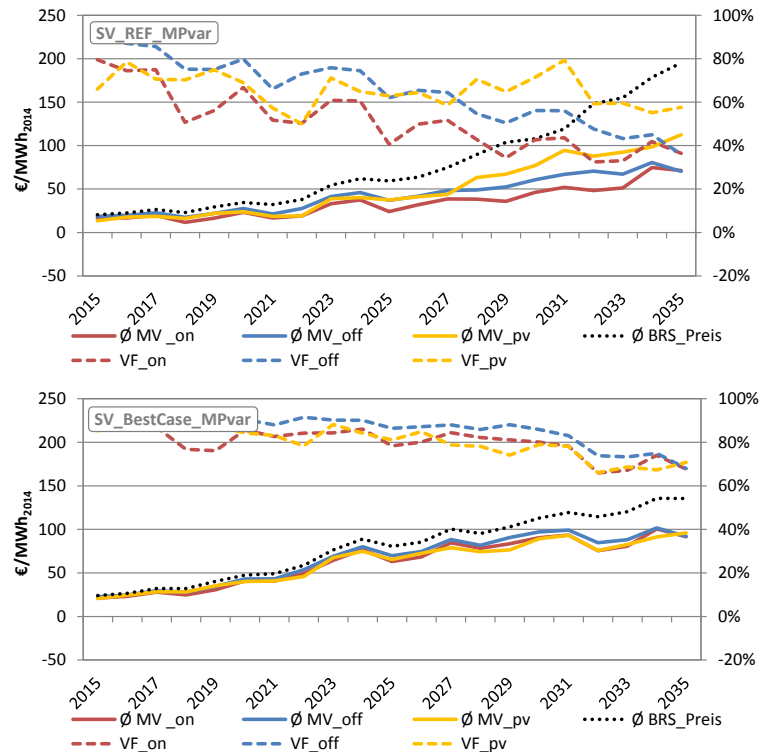 250
100%
SV_REF_MPvar
200
80%
150
60%
100
40%
50
20%
0
0%
-50
-20%
€/MWh2014
2015 2017 2019 2021 2023 2025 2027 2029 2031 2033 2035
Ø MV _on Ø MV_off Ø MV_pv Ø BRS_Preis
VF_on VF_off VF_pv
250
100%
SV_BestCase_MPvar
200
80%
150
60%
100
40%
50
20%
0
0%
-50
-20%
€/MWh2014
2015 2017 2019 2021 2023 2025 2027 2029 2031 2033 2035
Ø MV _on Ø MV_off Ø MV_pv Ø BRS_Preis
VF_on VF_off VF_pv